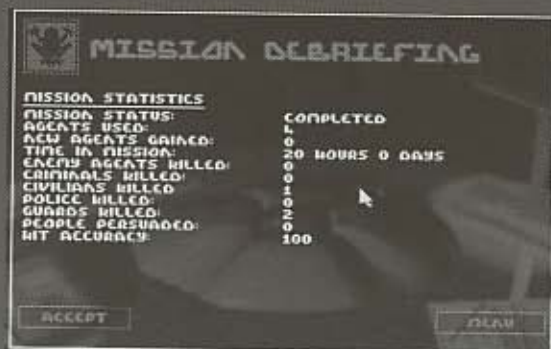 MISSION DEBRIEFING
MISSION STATISTICS
MISSION STATUS: COMPLETED
AGENTS USED: 4
NEW AGENTS GAINED: 0
TIME IN MISSION: 20 HOURS 0 DAYS
ENEMY AGENTS KILLED: 0
CRIMINALS KILLED: 0
CIVILIANS KILLED 1
POLICE KILLED: 0
GUARDS KILLED: 2
PEOPLE PERSUADED: 0
HIT ACCURACY: 100
ACCEPT
MENU